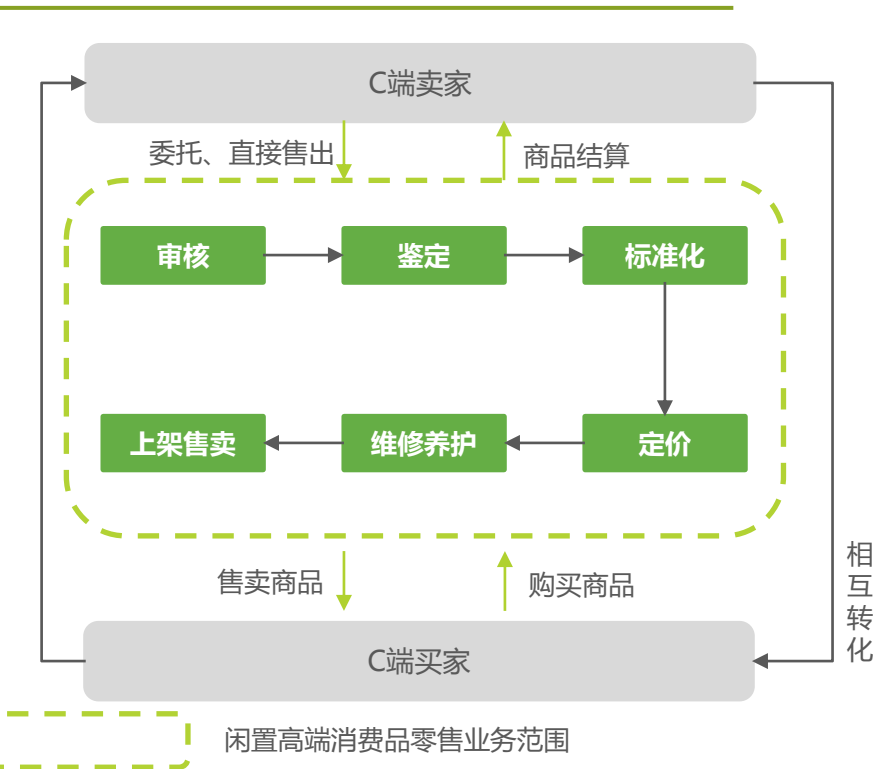 C端卖家
委托、直接售出
商品结算
审核
鉴定
标准化
上架售卖
维修养护
定价
售卖商品
购买商品
相互转化
C端买家
闲置高端消费品零售业务范围